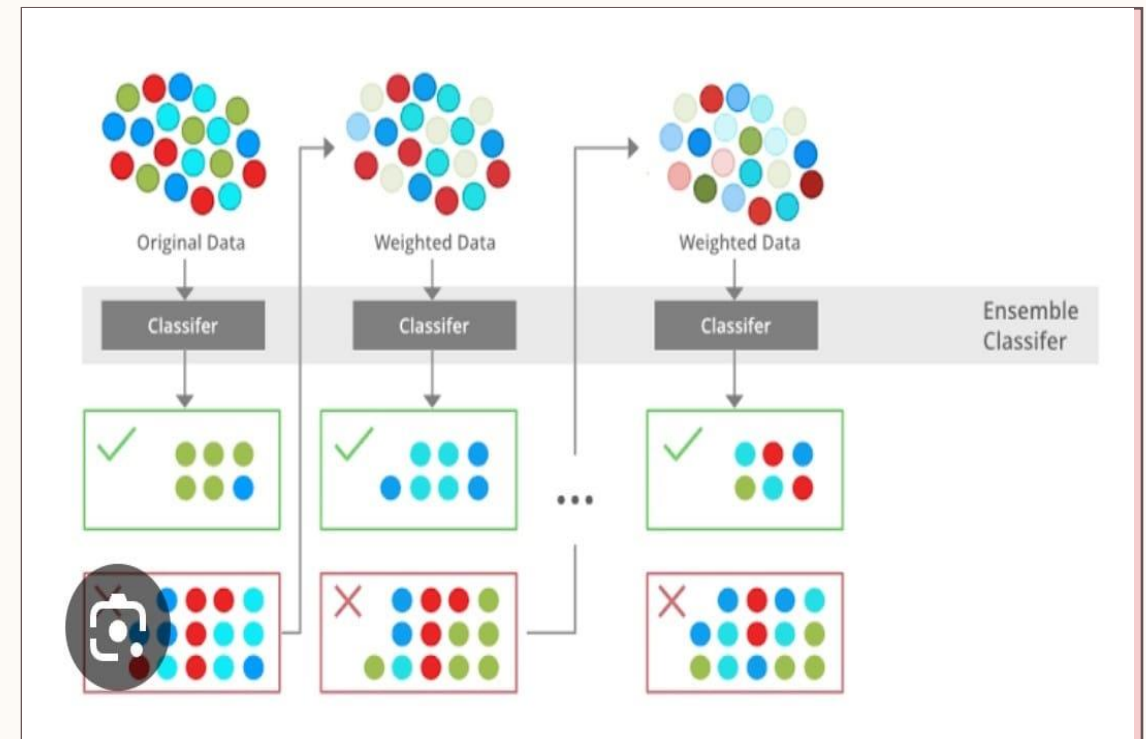 Original Data
Weighted Data
Weighted Data
Classifer
Classifer
Classifer
Ensemble
Classifer
...